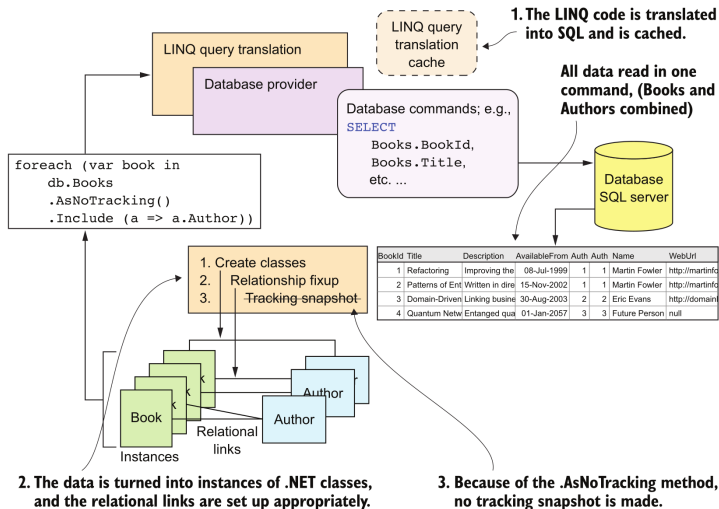 1. The LINQ code is translated
into SQL and is cached.
LINQ query
translation
cache
LINQ query translation
Database provider
Database commands; e.g.,
SELECT
Books.BookId,
Books.Title,
etc. ...
All data read in one
command, (Books and
Authors combined)
Database
SQL server
foreach (var book in
db.Books
.AsNoTracking()
.Include (a => a.Author))
BookId Title Description AvailableFrom Auth Auth Name WebUrl
1 Refactoring Improving the 08-Jul-1999 1 1 Martin Fowler http://martinfo
2 Patterns of Ent Written in dire 15-Nov-2002 1 1 Martin Fowler http://martinfo
3 Domain-Driven Linking busine 30-Aug-2003 2 2 Eric Evans http://domainl
4 Quantum Netw Entanged qua 01-Jan-2057 3 3 Future Person null
1. Create classes
2. Relationship fixup
3. Tracking snapshot
k
k
k
Book
Instances
Relational
links
r
Author
Author
2. The data is turned into instances of .NET classes,
and the relational links are set up appropriately.
3. Because of the .AsNoTracking method,
no tracking snapshot is made.